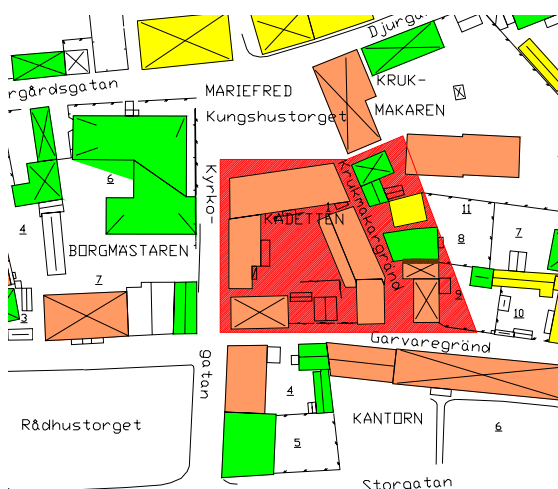 Djurgå
rgårdsgatan
MARIEFRED
Kungshustorget
KRUK-
MAKAREN
Kyrko-
gatan
6
4
BORGMÄSTAREN
7
3
1
KADETTEN
Krukmakargränd
11
8
7
9
10
Garvaregränd
Rådhustorget
4
5
KANTORN
6
Storgatan